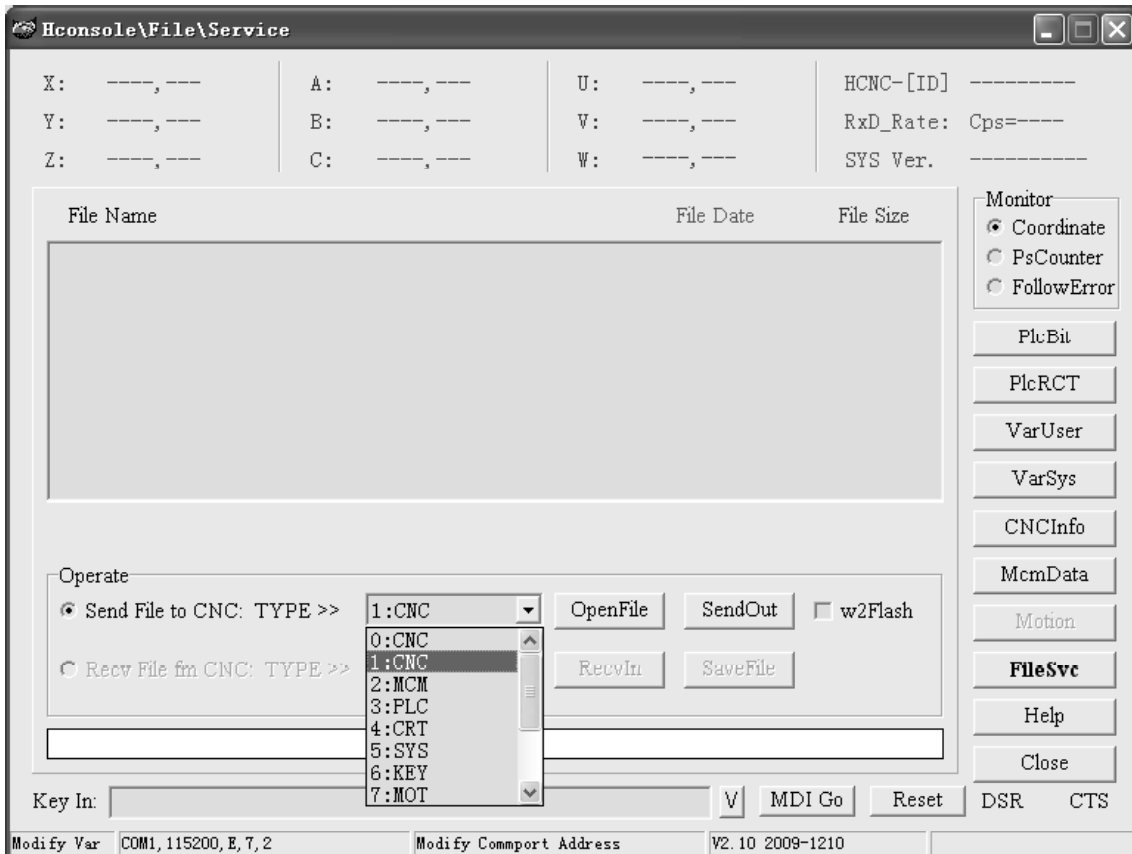 Hconsole\File\Service
X: ----,--- A: ----,--- U: ----,--- HCNC-[ID] ---------
Y: ----,--- B: ----,--- V: ----,--- RxD_Rate: Cps=----
Z: ----,--- C: ----,--- W: ----,--- SYS Ver. ----------
File Name File Date File Size
Monitor
Coordinate
PsCounter
FollowError
PlcBit
PlcRCT
VarUser
VarSys
CNCInfo
McmData
Motion
FileSvc
Help
Close
Operate
Send File to CNC: TYPE >> 1:CNC OpenFile SendOut w2Flash
Recv File fm CNC: TYPE >> RecvIn SaveFile
0:CNC
1:CNC
2:MCM
3:PLC
4:CRT
5:SYS
6:KEY
7:MOT
Key In: V MDI Go Reset DSR CTS
Modify Var COM1,115200,E,7,2 Modify Commport Address V2.10 2009-1210